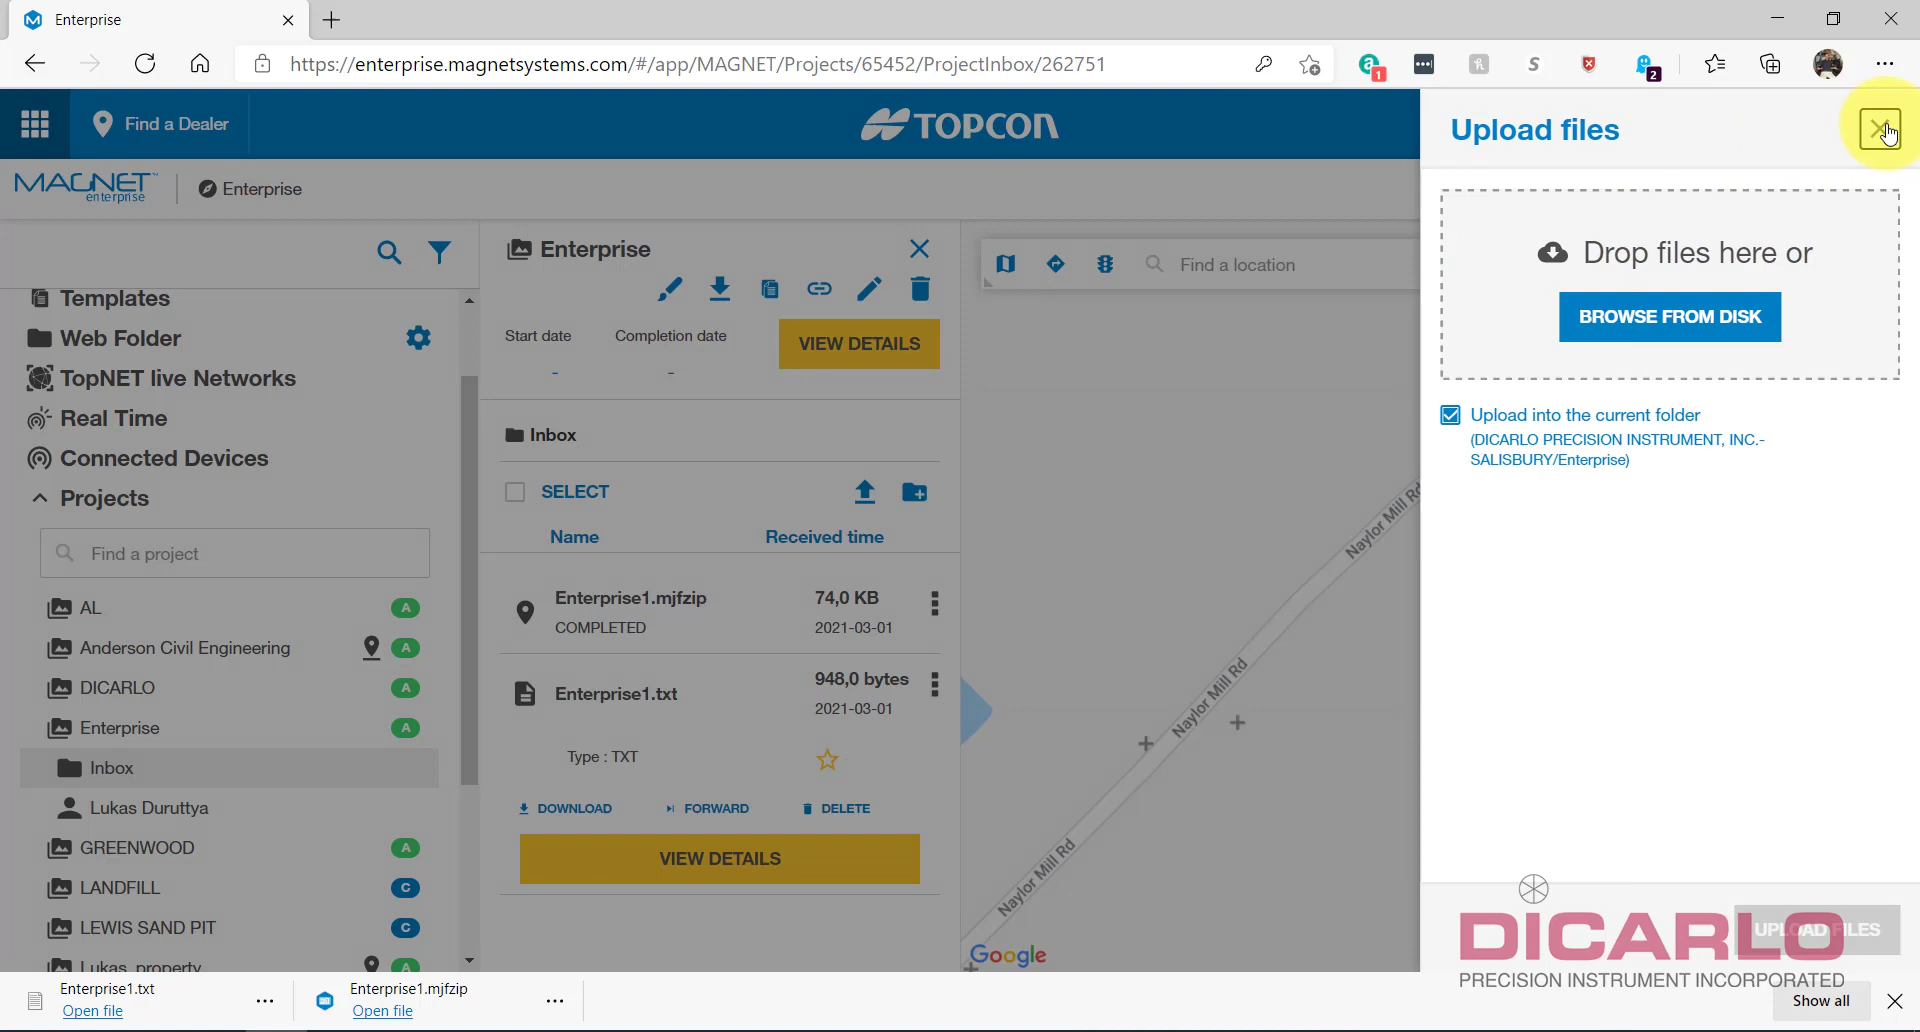 Enterprise
https://enterprise.magnetsystems.com/#/app/MAGNET/Projects/65452/ProjectInbox/262751
a
1
h
S
2
Find a Dealer
TOPCON
Upload files
MAGNET
enterprise
Enterprise
Enterprise
Find a location
Drop files here or
BROWSE FROM DISK
Templates
Web Folder
TopNET live Networks
Real Time
Connected Devices
Projects
Find a project
AL A
Anderson Civil Engineering A
DICARLO A
Enterprise A
Inbox
Lukas Duruttya
GREENWOOD A
LANDFILL C
LEWIS SAND PIT C
Lukas property A
Start date Completion date
VIEW DETAILS
- -
Inbox
SELECT
Name Received time
Enterprise1.mjfzip 74,0 KB
COMPLETED 2021-03-01
Enterprise1.txt 948,0 bytes
2021-03-01
Type : TXT
DOWNLOAD FORWARD DELETE
VIEW DETAILS
Naylor Mill Rd
Naylor Mill Rd
Naylor Mill Rd
Google
Upload into the current folder
(DICARLO PRECISION INSTRUMENT, INC.-
SALISBURY/Enterprise)
UPLOAD FILES
DICARLO
PRECISION INSTRUMENT INCORPORATED
Enterprise1.txt
Open file
Enterprise1.mjfzip
Open file
Show all